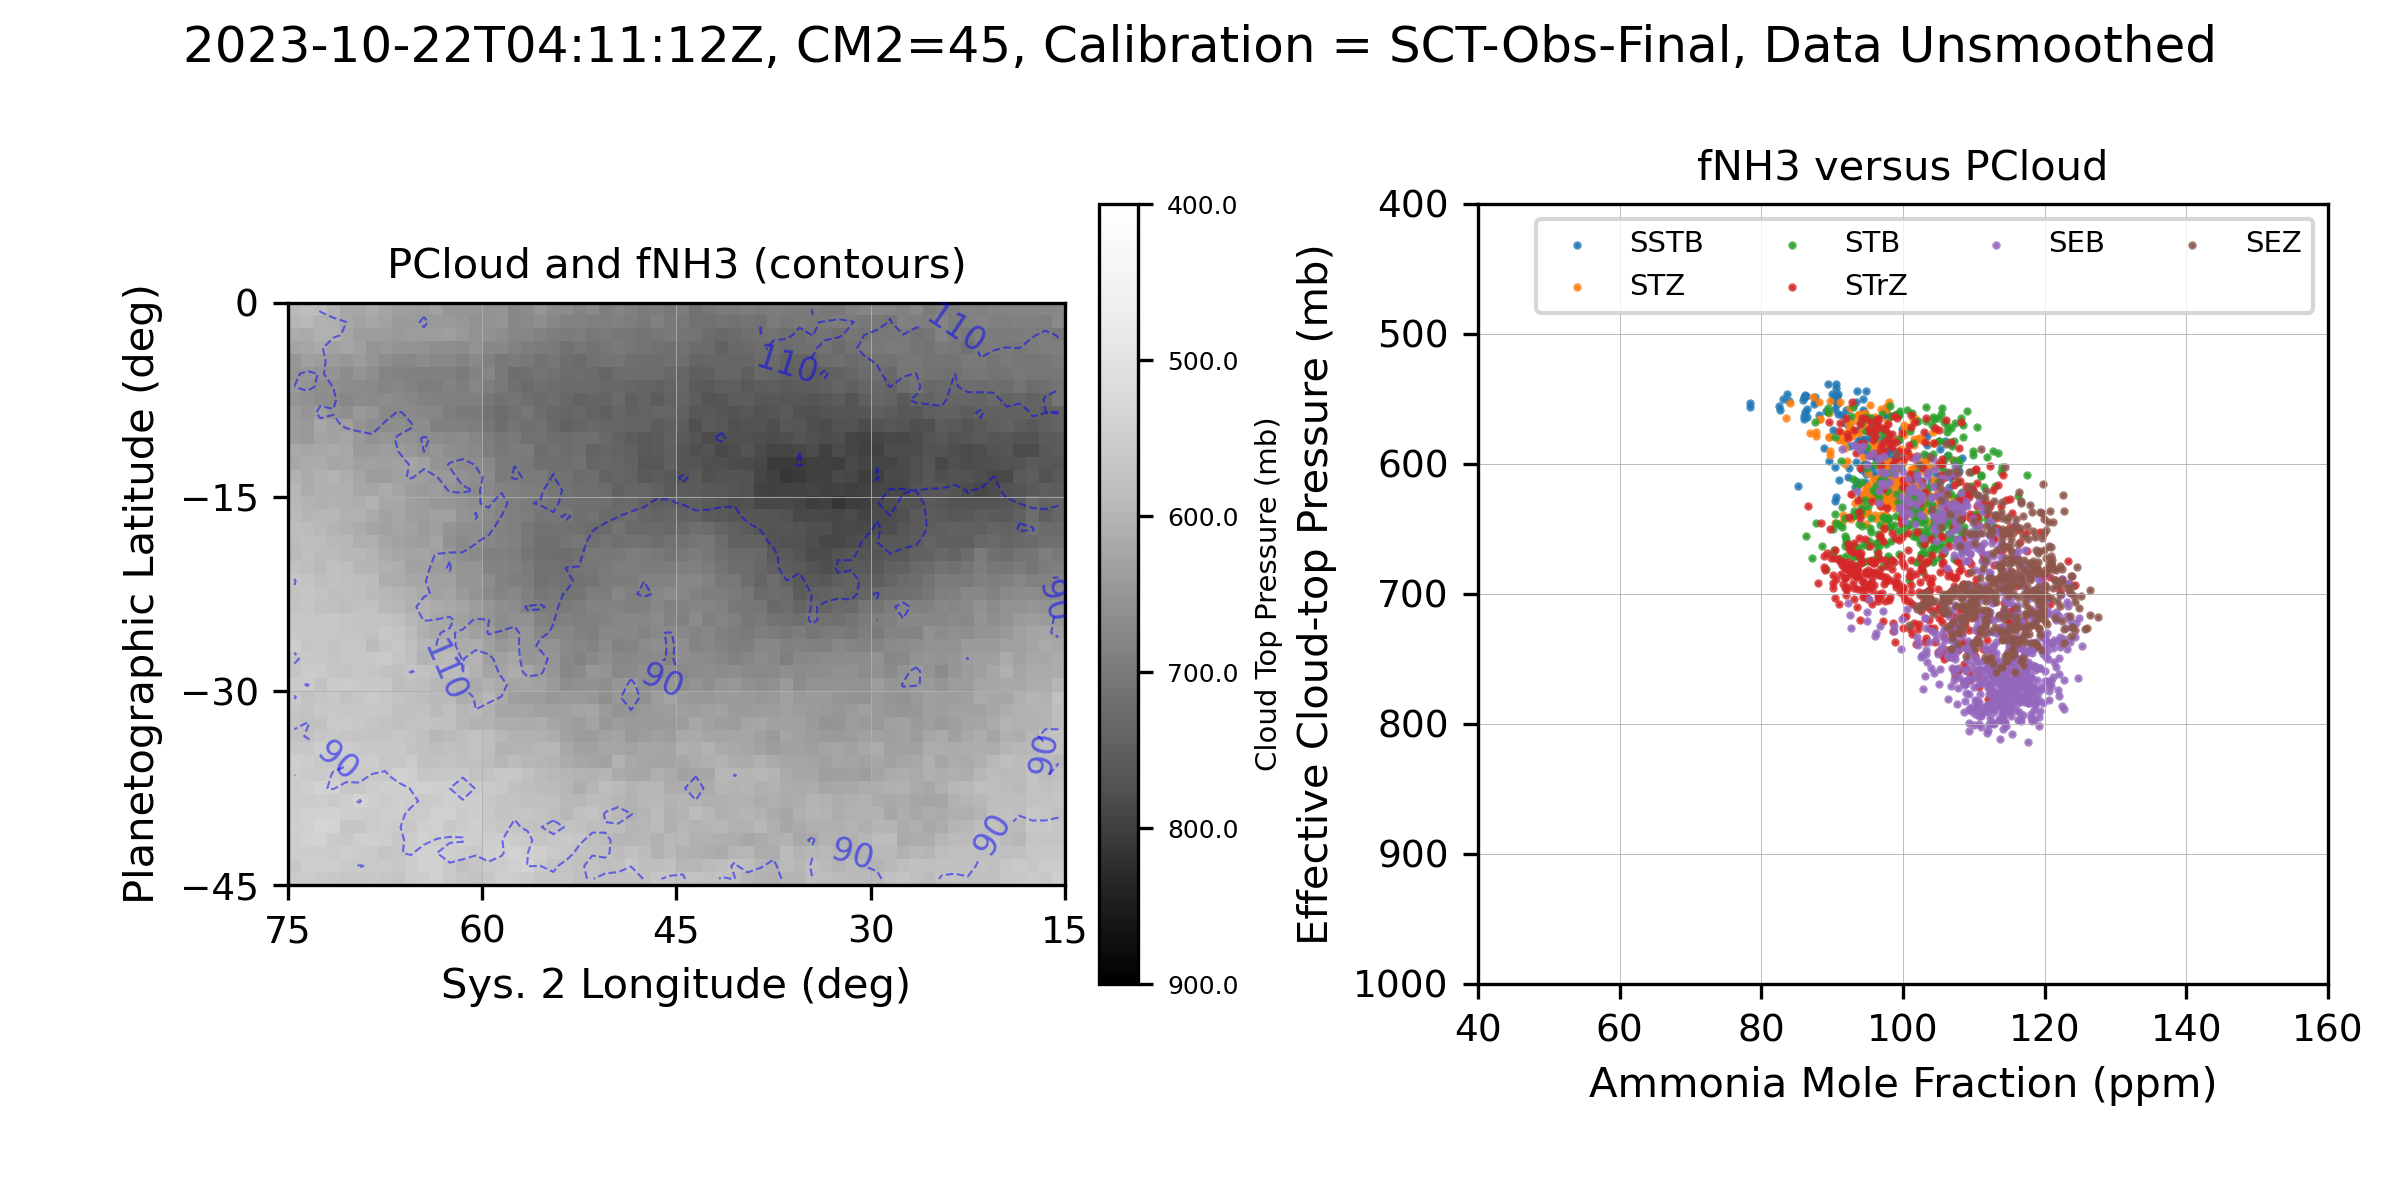 2023-10-22T04:11:12Z, CM2=45, Calibration = SCT-Obs-Final, Data Unsmoothed
PCloud and fNH3 (contours)
Planetographic Latitude (deg)
0
−15
−30
−45
75
60
45
30
15
Sys. 2 Longitude (deg)
110
110
110
90
90
90
90
90
90
400.0
500.0
600.0
700.0
800.0
900.0
Cloud Top Pressure (mb)
fNH3 versus PCloud
Effective Cloud-top Pressure (mb)
400
500
600
700
800
900
1000
SSTB
STB
SEB
SEZ
STZ
STrZ
40
60
80
100
120
140
160
Ammonia Mole Fraction (ppm)